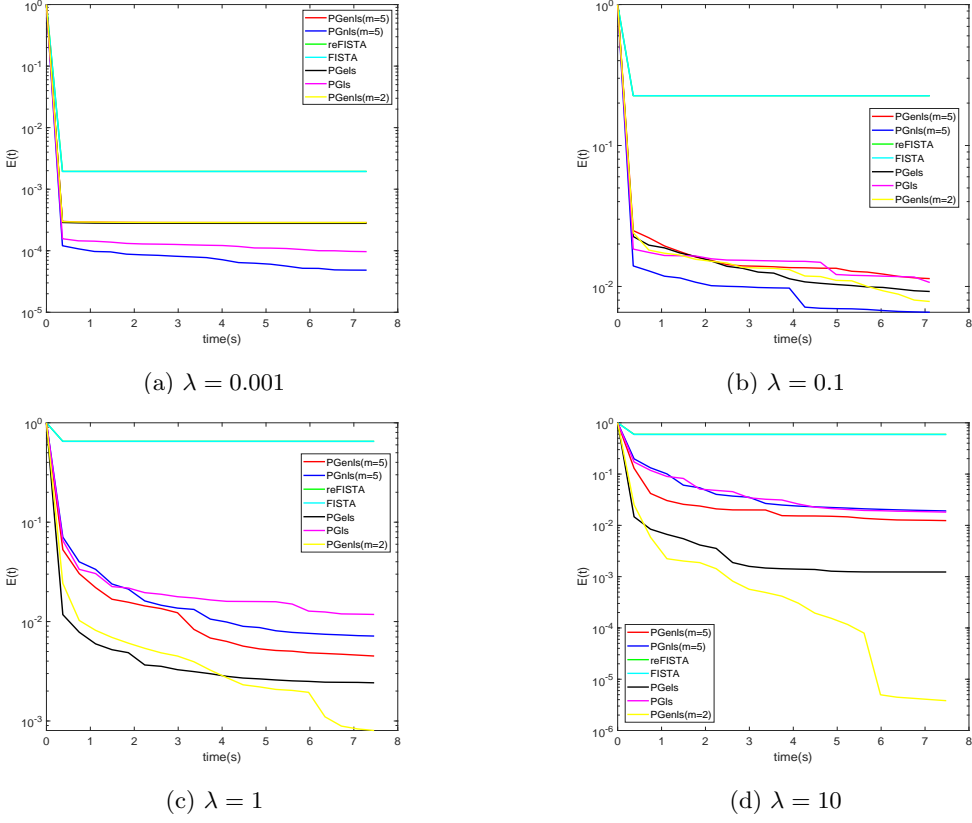 10^0
10^-1
10^-2
10^-3
10^-4
10^-5
E(t)
0 1 2 3 4 5 6 7 8
time(s)
PGenls(m=5)
PGnls(m=5)
reFISTA
FISTA
PGels
PGls
PGenls(m=2)
(a) λ = 0.001
10^0
10^-1
10^-2
E(t)
0 1 2 3 4 5 6 7 8
time(s)
PGenls(m=5)
PGnls(m=5)
reFISTA
FISTA
PGels
PGls
PGenls(m=2)
(b) λ = 0.1
10^0
10^-1
10^-2
10^-3
E(t)
0 1 2 3 4 5 6 7 8
time(s)
PGenls(m=5)
PGnls(m=5)
reFISTA
FISTA
PGels
PGls
PGenls(m=2)
(c) λ = 1
10^0
10^-1
10^-2
10^-3
10^-4
10^-5
10^-6
E(t)
0 1 2 3 4 5 6 7 8
time(s)
PGenls(m=5)
PGnls(m=5)
reFISTA
FISTA
PGels
PGls
PGenls(m=2)
(d) λ = 10